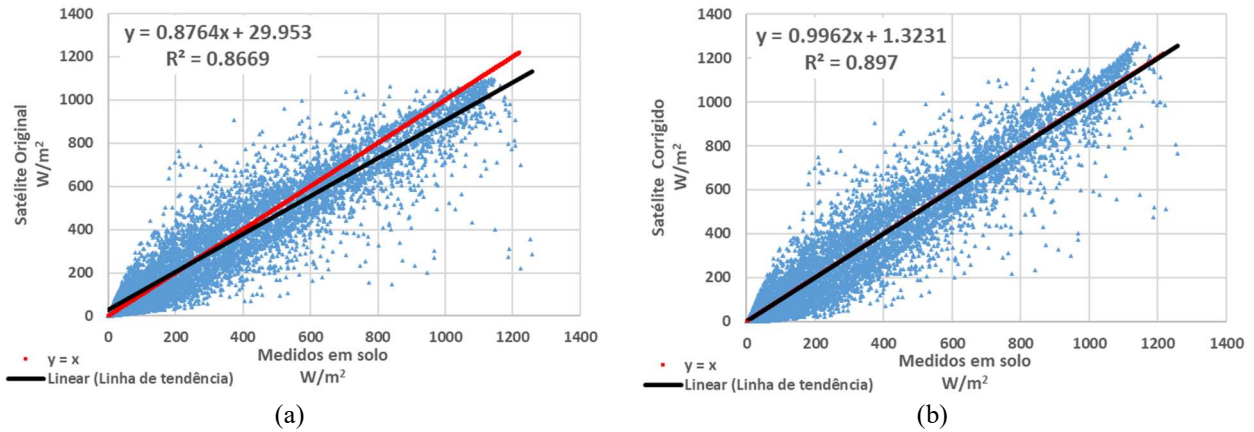 1400
y = 0.8764x + 29.953
1200
R² = 0.8669
1000
Satélite Original
W/m²
800
600
400
200
0
0 200 400 600 800 1000 1200 1400
Medidos em solo
y = x
Linear (Linha de tendência)
W/m²
(a)
1400
y = 0.9962x + 1.3231
1200
R² = 0.897
1000
Satélite Corrigido
W/m²
800
600
400
200
0
0 200 400 600 800 1000 1200 1400
Medidos em solo
y = x
Linear (Linha de tendência)
W/m²
(b)